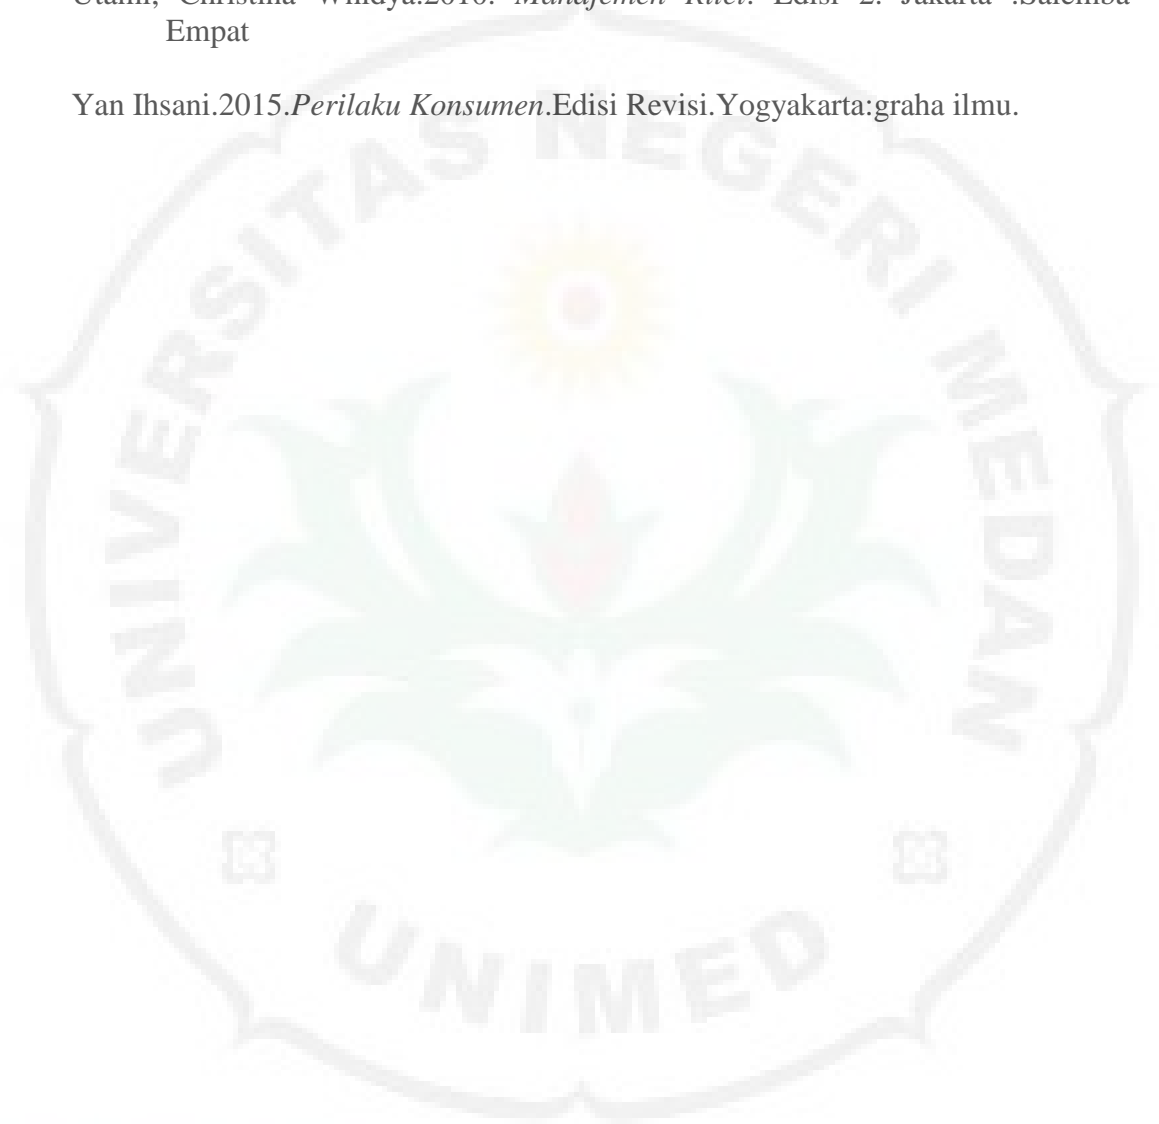 Utami, Christina Whidya.2010. Manajemen Ritel. Edisi 2. Jakarta :Salemba
Empat
Yan Ihsani.2015.Perilaku Konsumen.Edisi Revisi.Yogyakarta:graha ilmu.
UNIVERSITAS NEGERI MEDAN
UNIMED